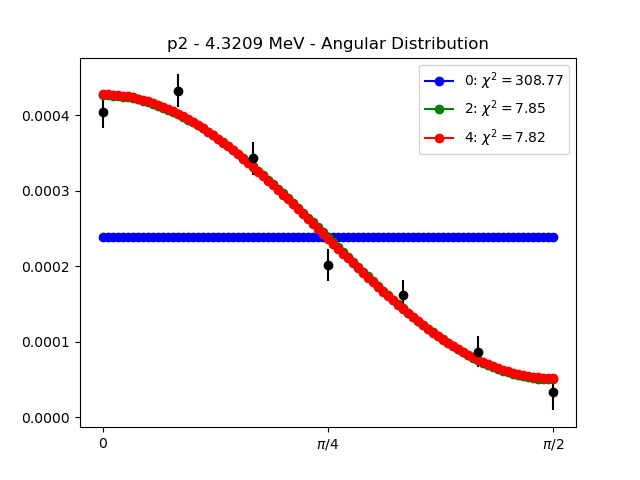 p2 - 4.3209 MeV - Angular Distribution
0: χ² = 308.77
2: χ² = 7.85
4: χ² = 7.82
0.0004
0.0003
0.0002
0.0001
0.0000
0
π/4
π/2